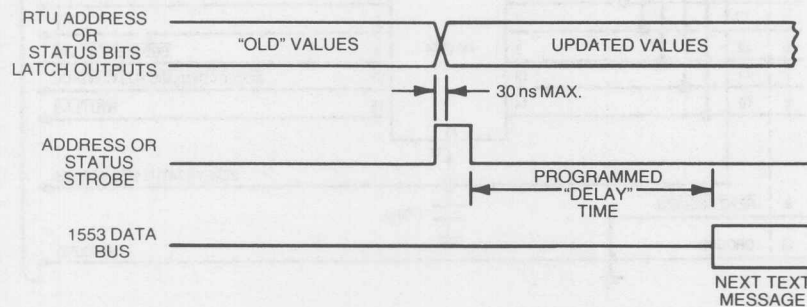 RTU ADDRESS
OR
STATUS BITS
LATCH OUTPUTS
"OLD" VALUES
UPDATED VALUES
30 ns MAX.
ADDRESS OR
STATUS
STROBE
PROGRAMMED
"DELAY"
TIME
1553 DATA
BUS
NEXT TEXT
MESSAGE